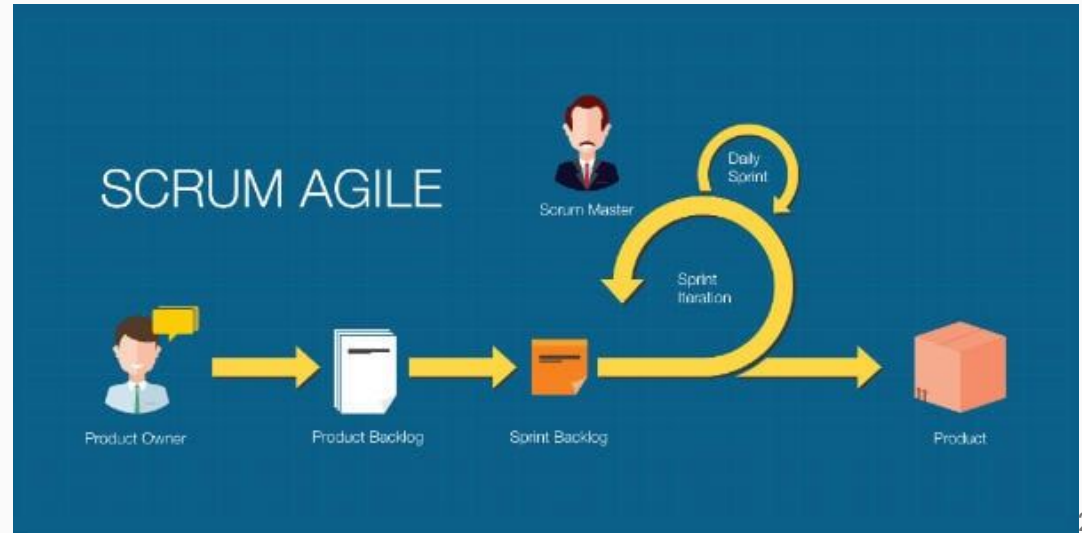 SCRUM AGILE
Scrum Master
Daily
Sprint
Sprint
Iteration
Product Owner
Product Backlog
Sprint Backlog
Product